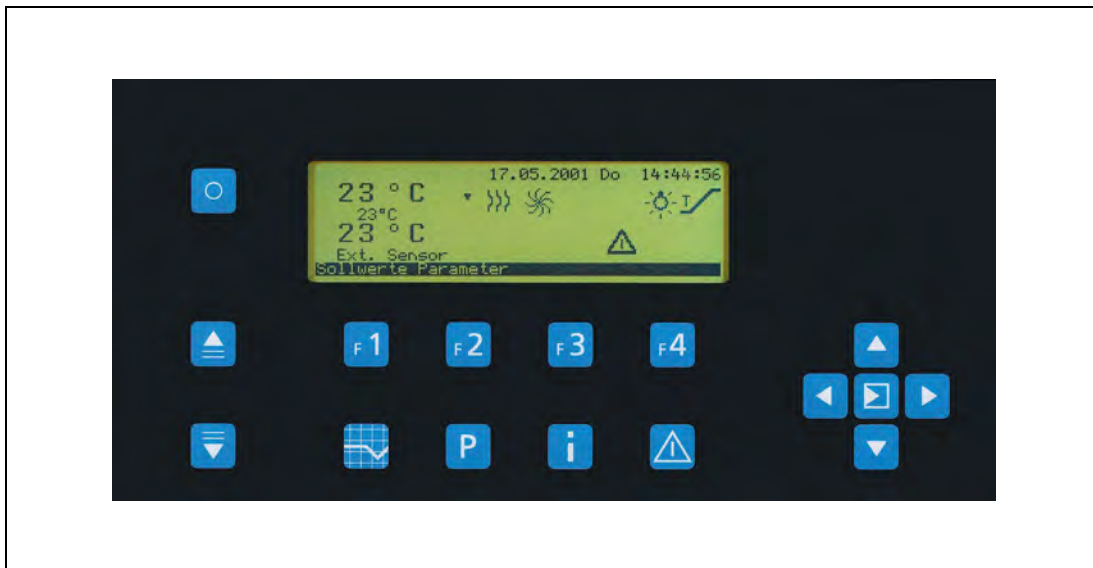 17.05.2001 Do 14:44:56
23 °C
23°C
23 °C
Ext. Sensor
Sollwerte Parameter
F1 F2 F3 F4
P i